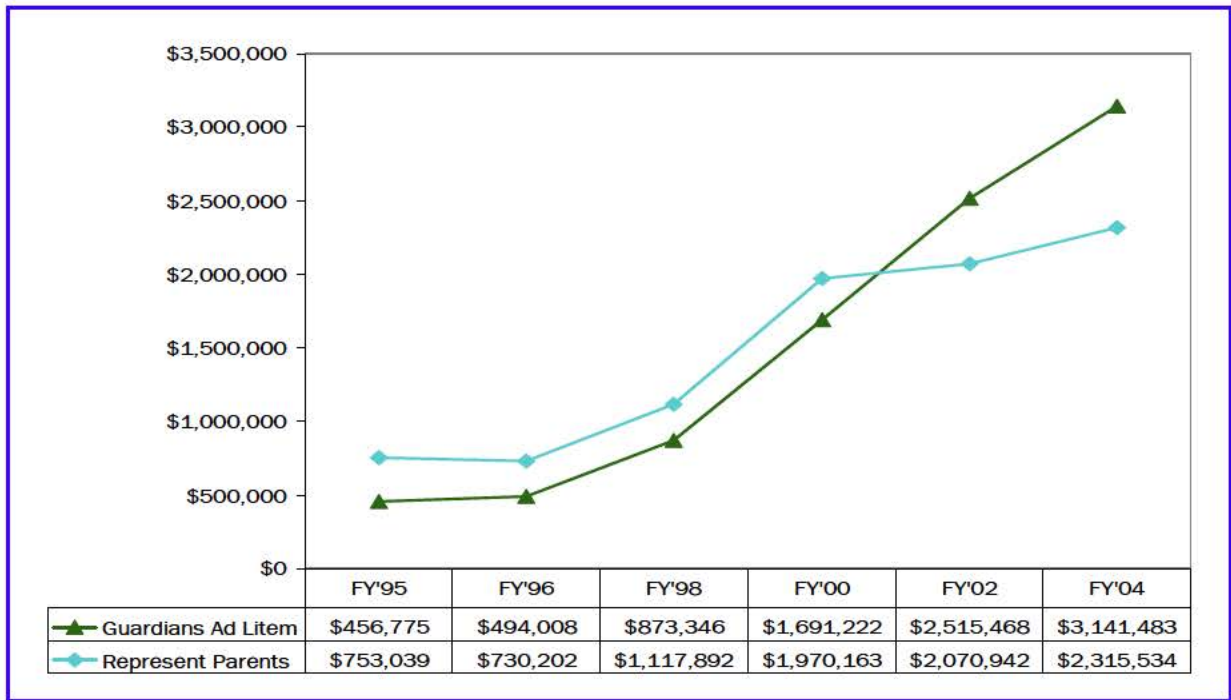 $3,500,000
$3,000,000
$2,500,000
$2,000,000
$1,500,000
$1,000,000
$500,000
$0
FY'95 FY'96 FY'98 FY'00 FY'02 FY'04
Guardians Ad Litem $456,775 $494,008 $873,346 $1,691,222 $2,515,468 $3,141,483
Represent Parents $753,039 $730,202 $1,117,892 $1,970,163 $2,070,942 $2,315,534